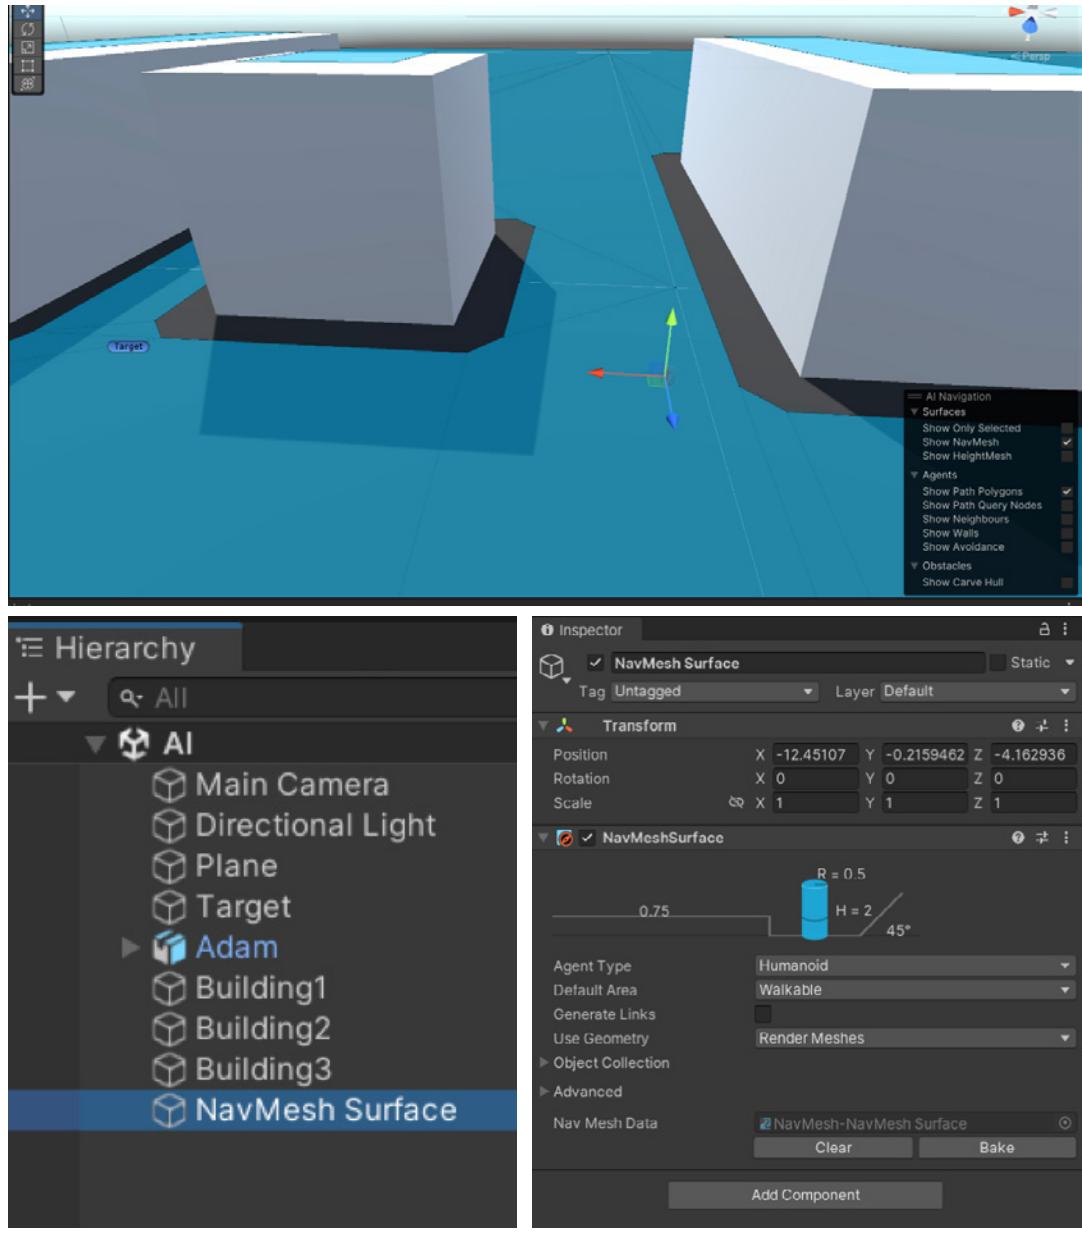 Persp
Target
AI Navigation
Surfaces
Show Only Selected
Show NavMesh
Show HeightMesh
Agents
Show Path Polygons
Show Path Query Nodes
Show Neighbours
Show Walls
Show Avoidance
Obstacles
Show Carve Hull
Hierarchy
All
AI
Main Camera
Directional Light
Plane
Target
Adam
Building1
Building2
Building3
NavMesh Surface
Inspector
NavMesh Surface Static
Tag Untagged Layer Default
Transform
Position X -12.45107 Y -0.2159462 Z -4.162936
Rotation X 0 Y 0 Z 0
Scale X 1 Y 1 Z 1
NavMeshSurface
R = 0.5
0.75 H = 2
45°
Agent Type Humanoid
Default Area Walkable
Generate Links
Use Geometry Render Meshes
Object Collection
Advanced
Nav Mesh Data NavMesh-NavMesh Surface
Clear Bake
Add Component